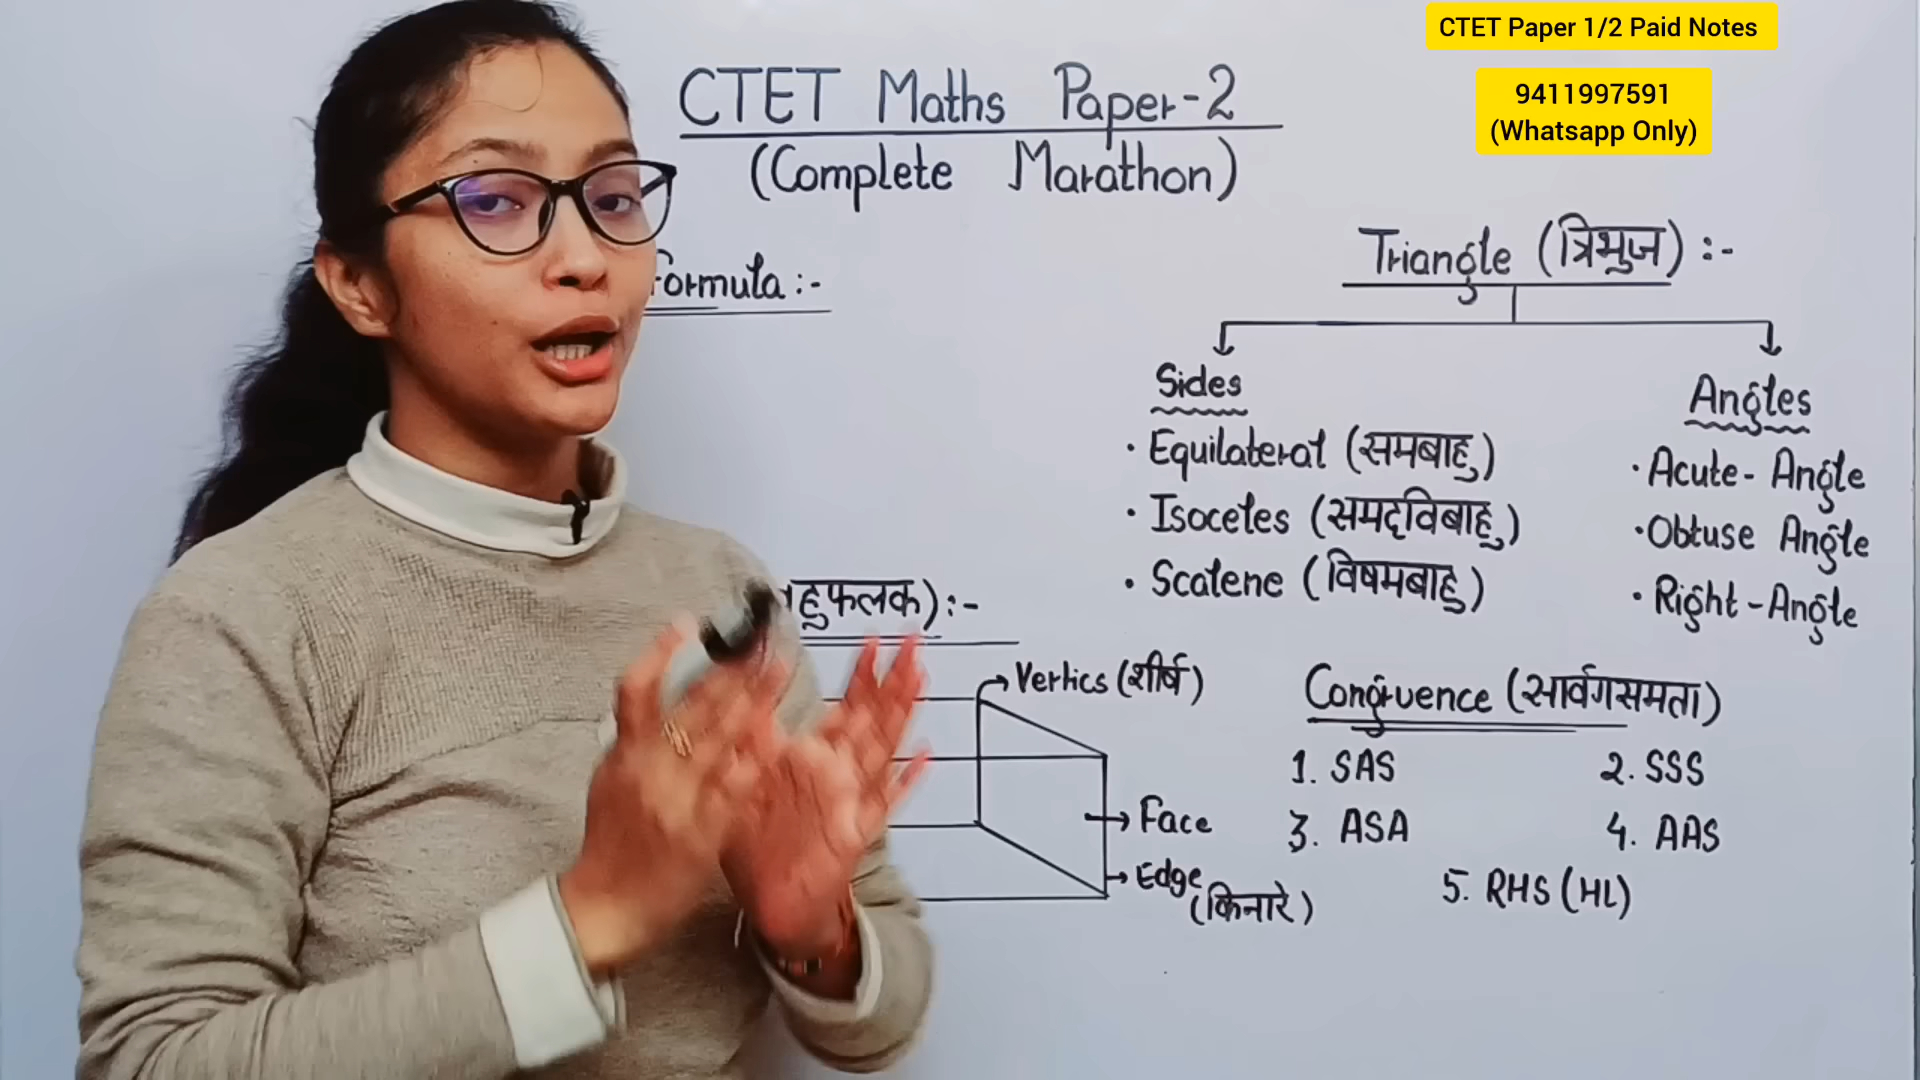 CTET Paper 1/2 Paid Notes
9411997591
(Whatsapp Only)
CTET Maths Paper-2
(Complete Marathon)
Formula :-
Triangle (त्रिभुज) :-
Sides
Angles
· Equilateral (समबाहु)
· Acute-Angle
· Isoceles (समद्विबाहु)
· Obtuse Angle
· Scalene (विषमबाहु)
· Right-Angle
हुफलक) :-
Vertics (शीर्ष)
Face
Edge
(किनारे)
Congruence (सार्वगसमता)
1. SAS
2. SSS
3. ASA
4. AAS
5. RHS (HL)